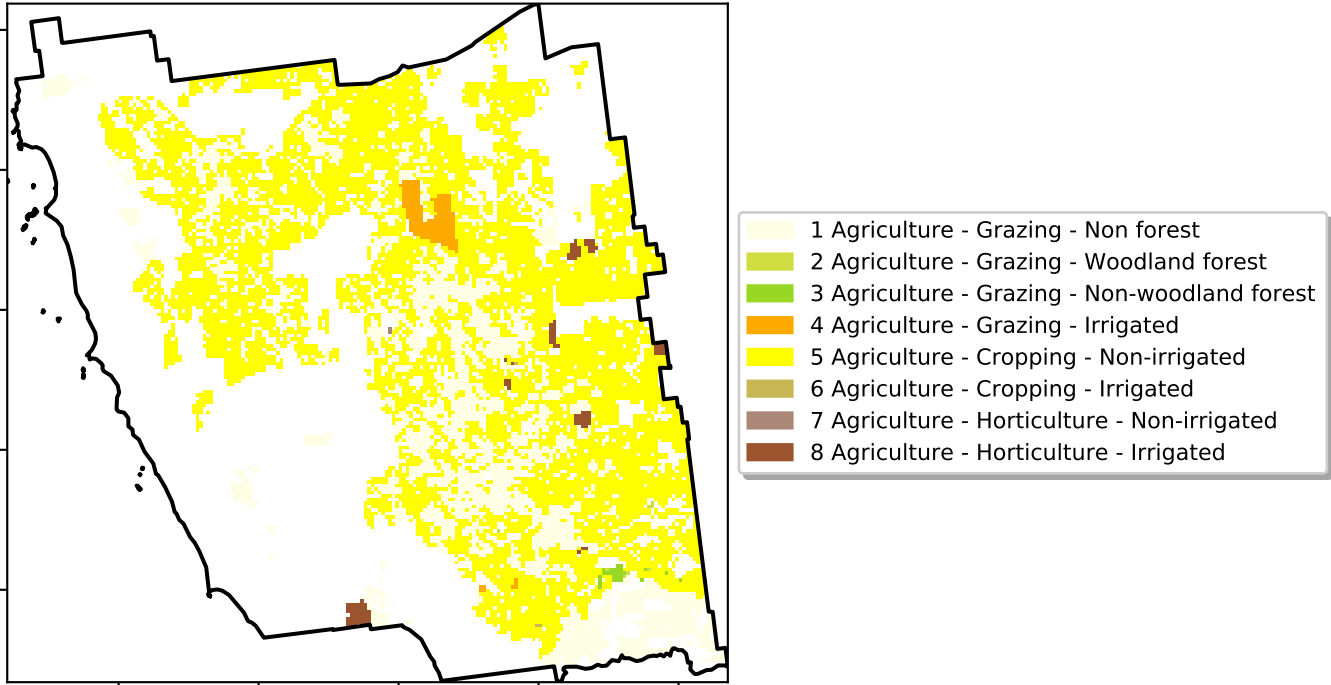 1 Agriculture - Grazing - Non forest
2 Agriculture - Grazing - Woodland forest
3 Agriculture - Grazing - Non-woodland forest
4 Agriculture - Grazing - Irrigated
5 Agriculture - Cropping - Non-irrigated
6 Agriculture - Cropping - Irrigated
7 Agriculture - Horticulture - Non-irrigated
8 Agriculture - Horticulture - Irrigated